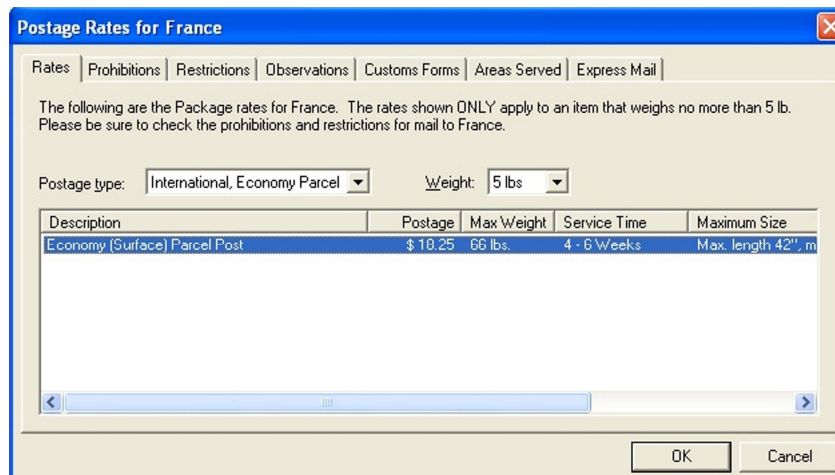 Postage Rates for France
Rates Prohibitions Restrictions Observations Customs Forms Areas Served Express Mail
The following are the Package rates for France. The rates shown ONLY apply to an item that weighs no more than 5 lb.
Please be sure to check the prohibitions and restrictions for mail to France.
Postage type: International, Economy Parcel Weight: 5 lbs
Description Postage Max Weight Service Time Maximum Size
Economy (Surface) Parcel Post $ 18.25 66 lbs. 4 - 6 Weeks Max. length 42", m
OK Cancel